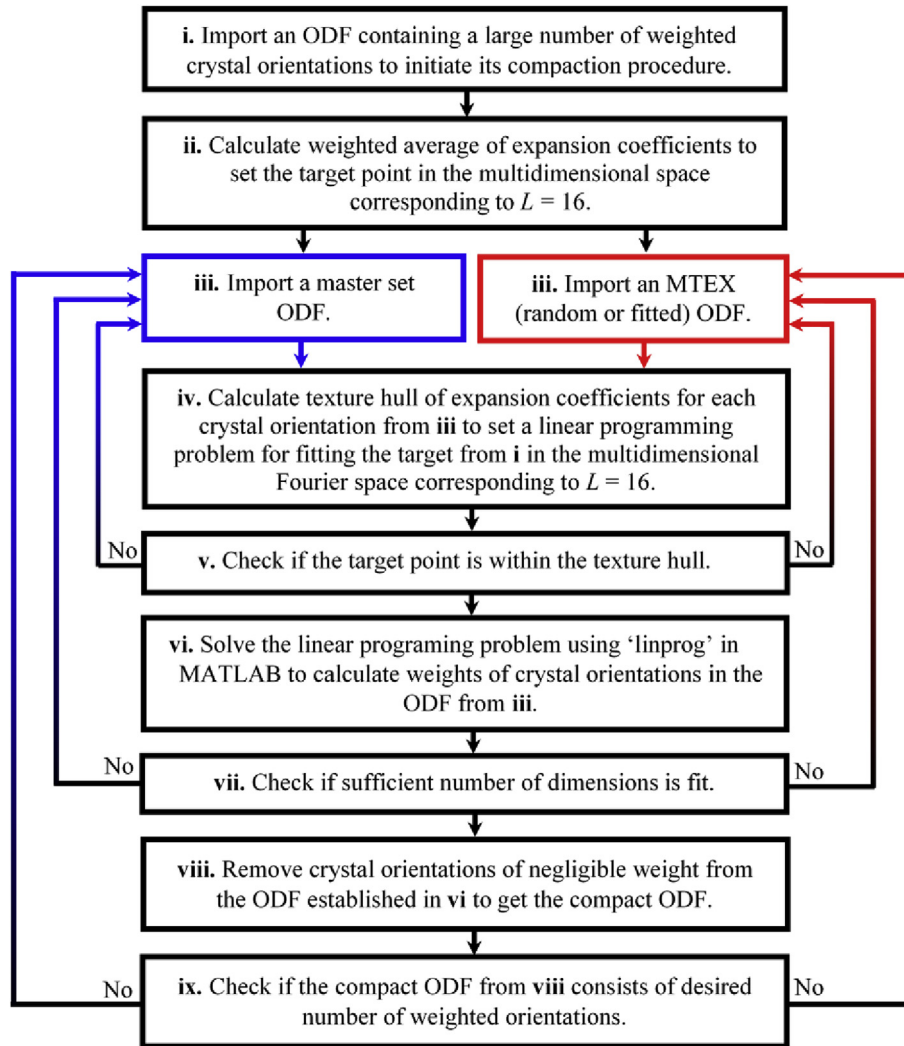 i. Import an ODF containing a large number of weighted
crystal orientations to initiate its compaction procedure.
ii. Calculate weighted average of expansion coefficients to
set the target point in the multidimensional space
corresponding to L = 16.
iii. Import a master set
ODF.
iii. Import an MTEX
(random or fitted) ODF.
iv. Calculate texture hull of expansion coefficients for each
crystal orientation from iii to set a linear programming
problem for fitting the target from i in the multidimensional
Fourier space corresponding to L = 16.
No
v. Check if the target point is within the texture hull.
No
vi. Solve the linear programing problem using ‘linprog’ in
MATLAB to calculate weights of crystal orientations in the
ODF from iii.
No
vii. Check if sufficient number of dimensions is fit.
No
viii. Remove crystal orientations of negligible weight from
the ODF established in vi to get the compact ODF.
No
ix. Check if the compact ODF from viii consists of desired
number of weighted orientations.
No